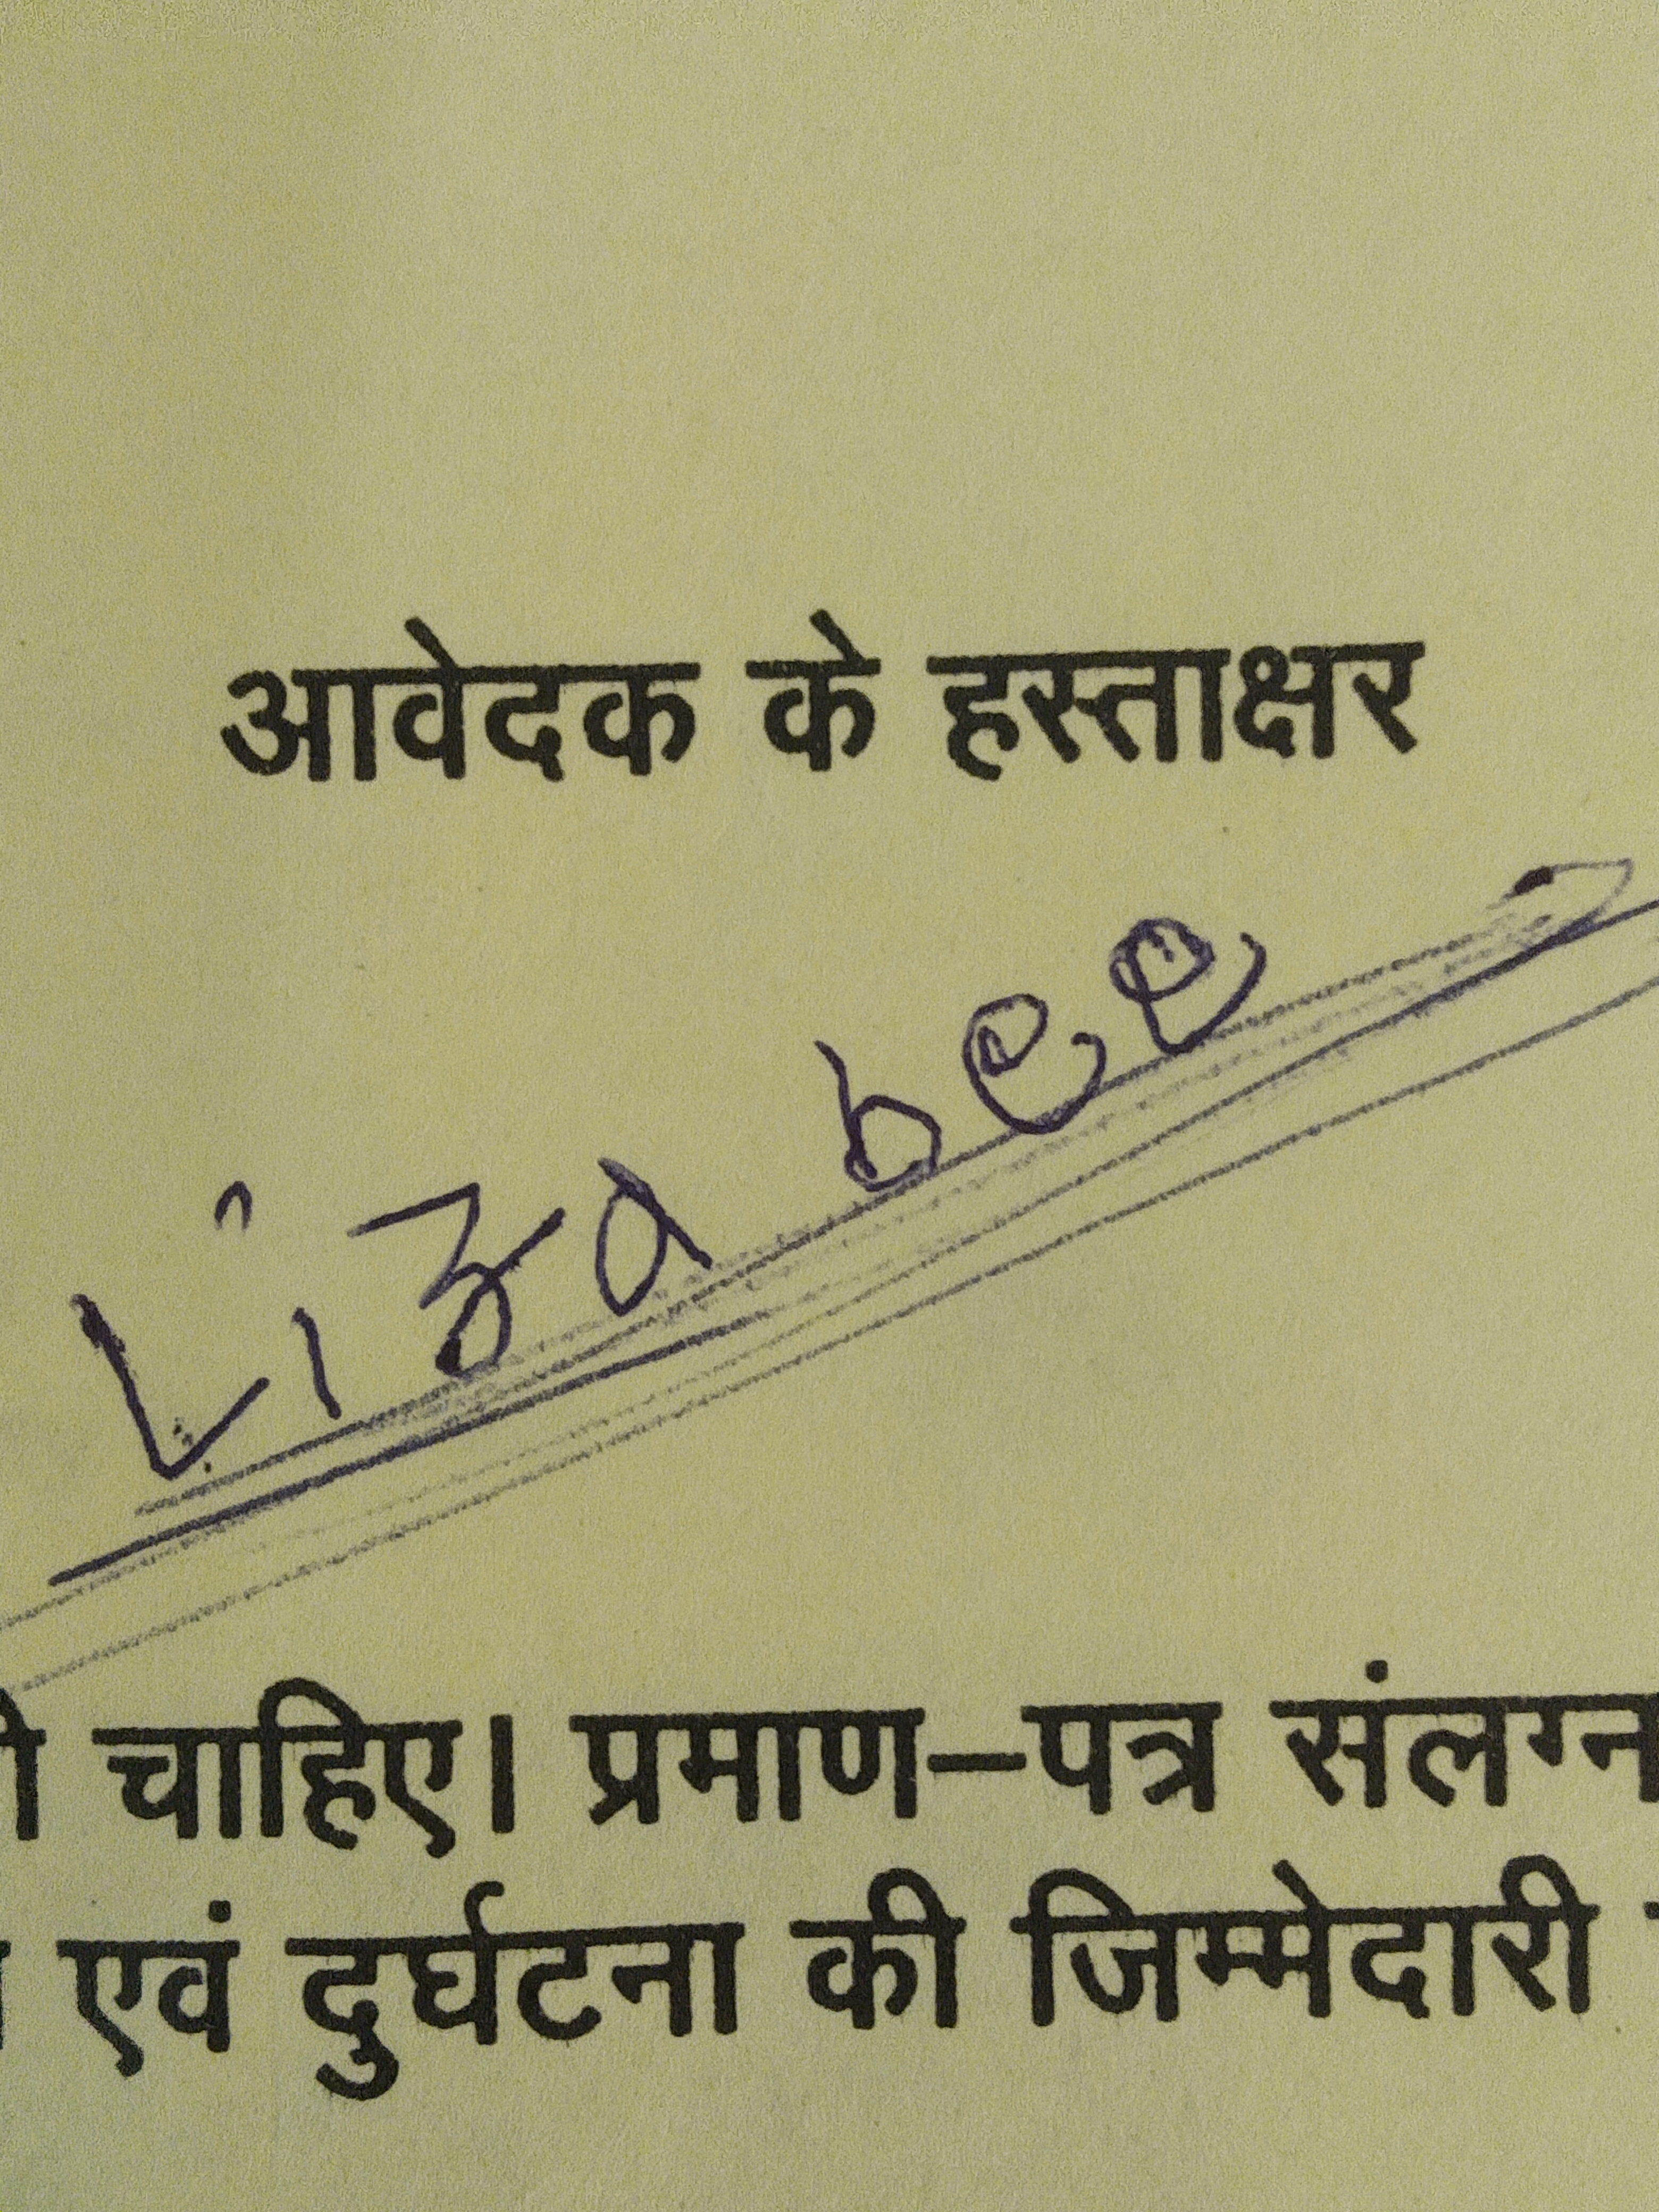 आवेदक के हस्ताक्षर
Liza bee
चाहिए। प्रमाण–पत्र संलग्न
एवं दुर्घटना की जिम्मेदारी